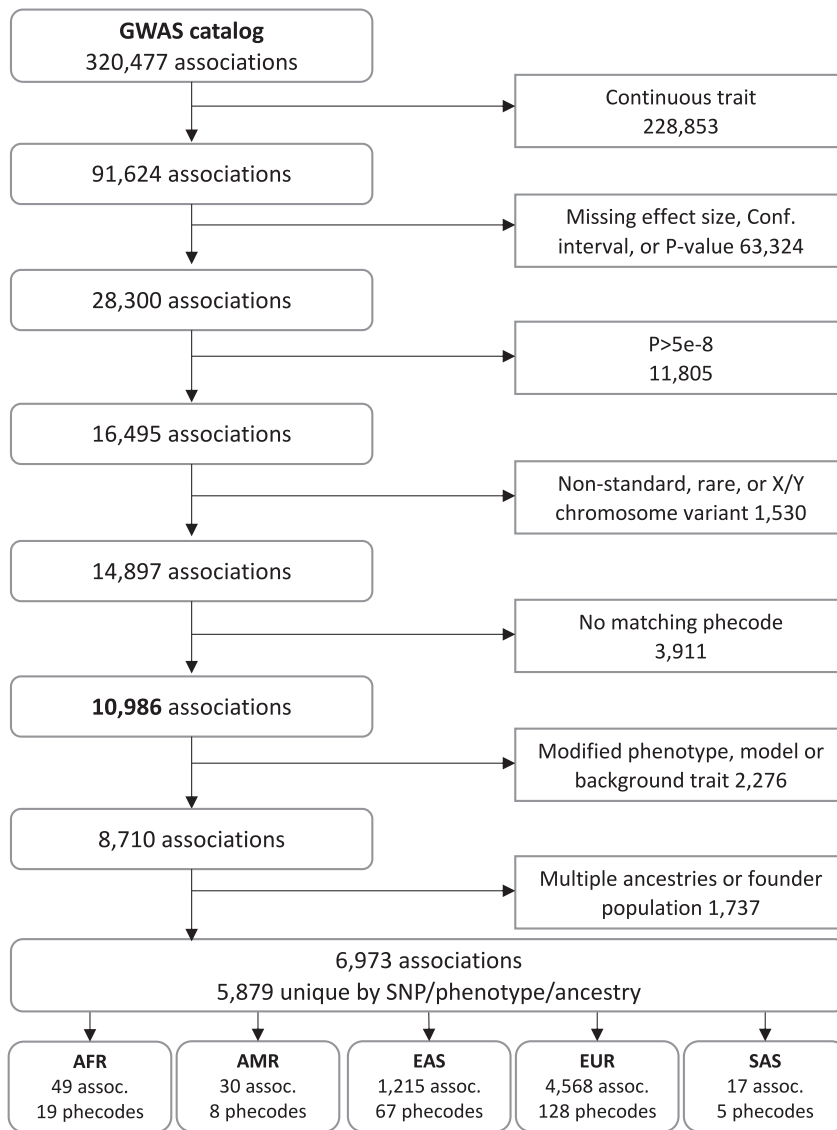 GWAS catalog
320,477 associations
Continuous trait
228,853
91,624 associations
Missing effect size, Conf.
interval, or P-value 63,324
28,300 associations
P>5e-8
11,805
16,495 associations
Non-standard, rare, or X/Y
chromosome variant 1,530
14,897 associations
No matching phecode
3,911
10,986 associations
Modified phenotype, model or
background trait 2,276
8,710 associations
Multiple ancestries or founder
population 1,737
6,973 associations
5,879 unique by SNP/phenotype/ancestry
AFR
49 assoc.
19 phecodes
AMR
30 assoc.
8 phecodes
EAS
1,215 assoc.
67 phecodes
EUR
4,568 assoc.
128 phecodes
SAS
17 assoc.
5 phecodes